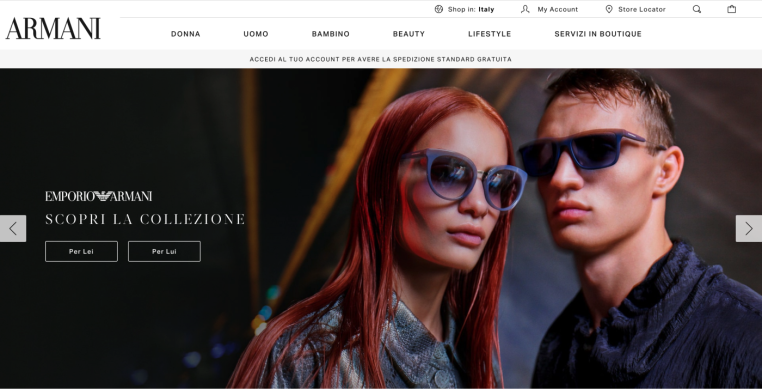 Shop in: Italy
My Account
Store Locator
ARMANI
DONNA
UOMO
BAMBINO
BEAUTY
LIFESTYLE
SERVIZI IN BOUTIQUE
ACCEDI AL TUO ACCOUNT PER AVERE LA SPEDIZIONE STANDARD GRATUITA
EMPORIO ARMANI
SCOPRI LA COLLEZIONE
Per Lei
Per Lui